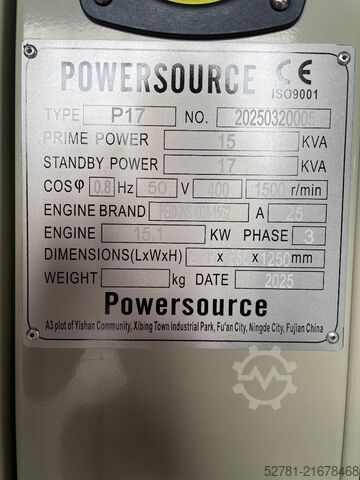 POWERSOURCE CE
ISO9001
TYPE P17 NO. 20250320005
PRIME POWER 15 KVA
STANDBY POWER 17 KVA
COSφ 0.8 Hz 50 V 400 1500 r/min
ENGINE BRAND PERKINS A 25
ENGINE 15.1 KW PHASE 3
DIMENSIONS(LxWxH) x x 1250 mm
WEIGHT kg DATE 2025
Powersource
A3 plot of Yishan Community, Xibing Town Industrial Park, Fu'an City, Ningde City, Fujian China
52781-21678468